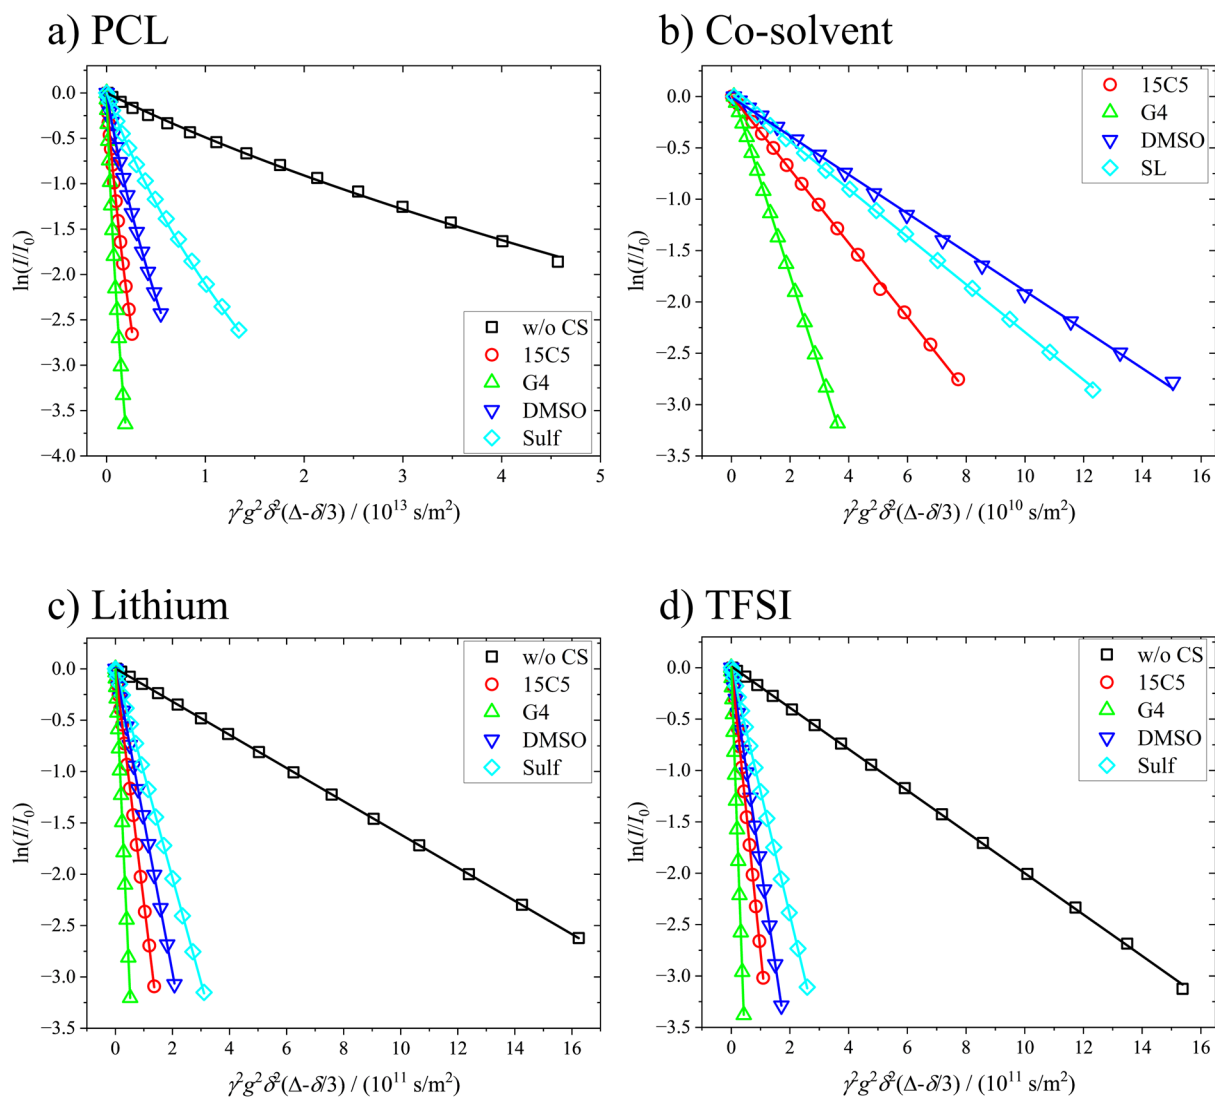 a) PCL
0.0
−0.5
−1.0
−1.5
−2.0
−2.5
−3.0
−3.5
−4.0
ln(I/I₀)
w/o CS
15C5
G4
DMSO
Sulf
0 1 2 3 4 5
γ²g²δ²(Δ-δ/3) / (10¹³ s/m²)
b) Co-solvent
0.0
−0.5
−1.0
−1.5
−2.0
−2.5
−3.0
−3.5
ln(I/I₀)
15C5
G4
DMSO
SL
0 2 4 6 8 10 12 14 16
γ²g²δ²(Δ-δ/3) / (10¹⁰ s/m²)
c) Lithium
0.0
−0.5
−1.0
−1.5
−2.0
−2.5
−3.0
−3.5
ln(I/I₀)
w/o CS
15C5
G4
DMSO
Sulf
0 2 4 6 8 10 12 14 16
γ²g²δ²(Δ-δ/3) / (10¹¹ s/m²)
d) TFSI
0.0
−0.5
−1.0
−1.5
−2.0
−2.5
−3.0
−3.5
ln(I/I₀)
w/o CS
15C5
G4
DMSO
Sulf
0 2 4 6 8 10 12 14 16
γ²g²δ²(Δ-δ/3) / (10¹¹ s/m²)